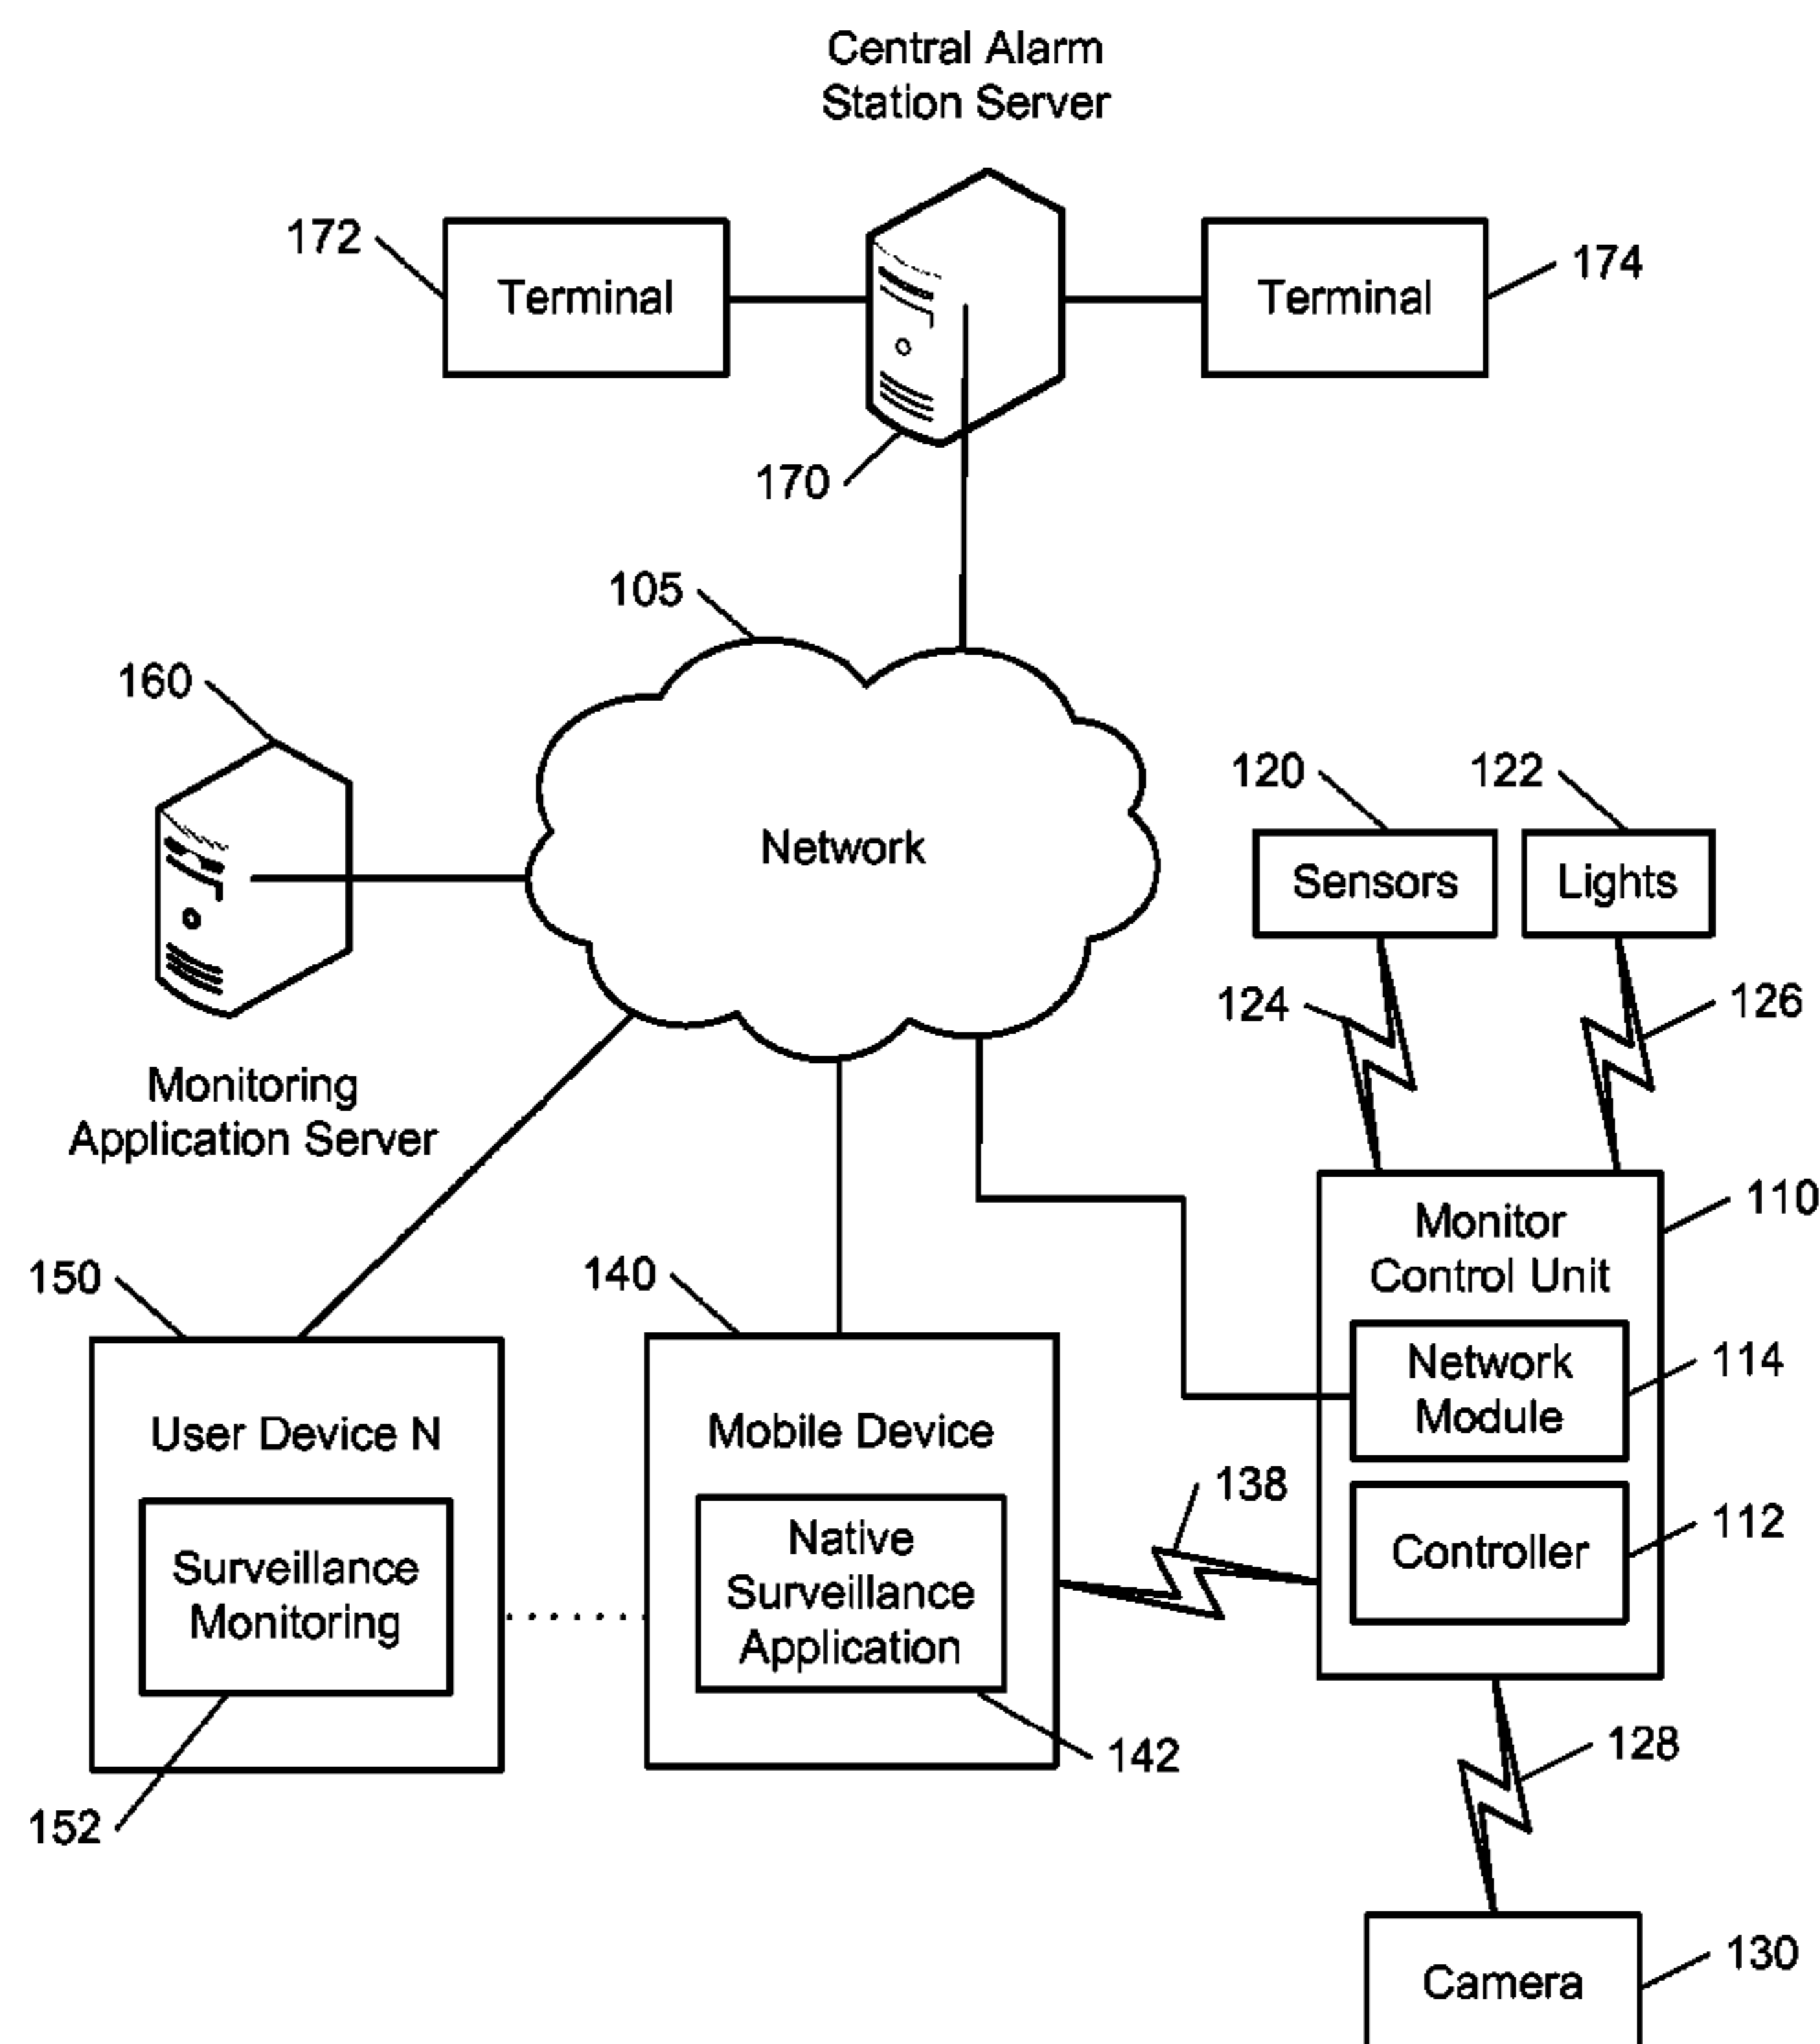 Central Alarm
Station Server
172
Terminal
Terminal
174
170
105
160
Network
120
122
Sensors
Lights
124
126
Monitoring
Application Server
110
Monitor
Control Unit
150
140
Network
Module
114
User Device N
Mobile Device
138
Controller
112
Surveillance
Monitoring
Native
Surveillance
Application
142
128
152
Camera
130